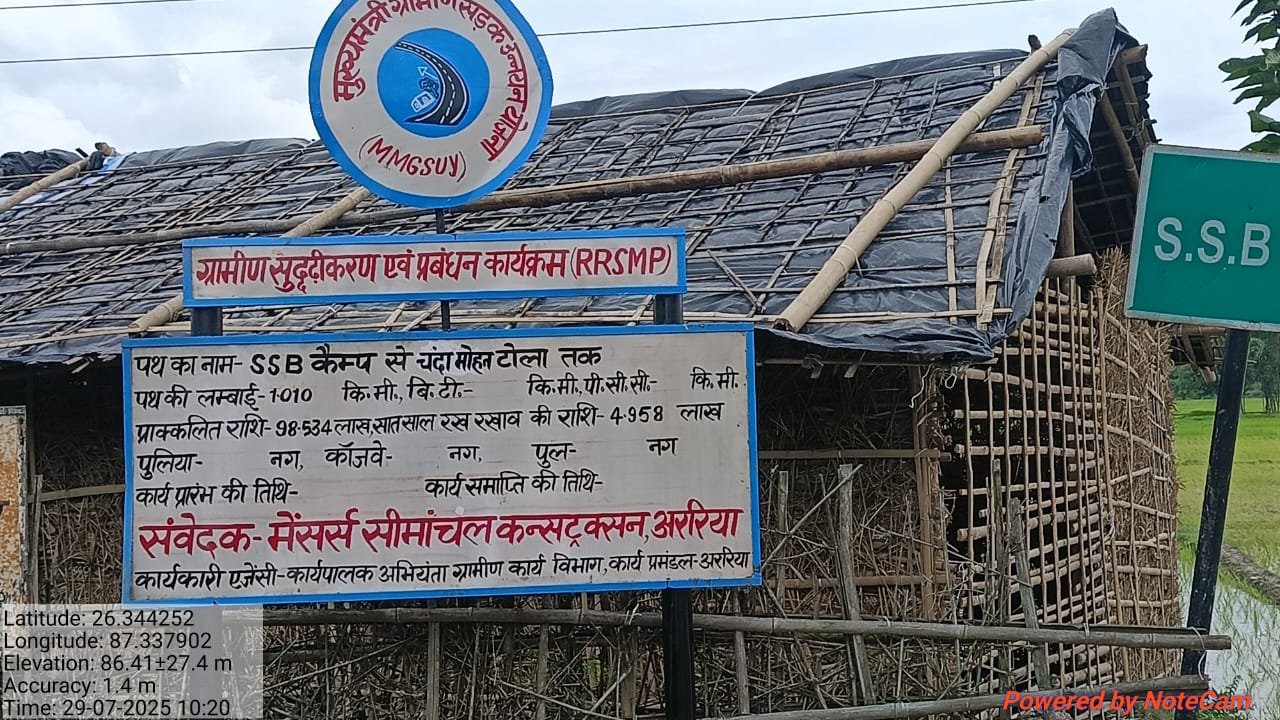 मुख्यमंत्री ग्रामीण सड़क उन्नयन योजना
(MMGSUY)
ग्रामीण सुदृढ़ीकरण एवं प्रबंधन कार्यक्रम (RRSMP)
पथ का नाम- SSB कैम्प से चंदा मोहन टोला तक
पथ की लम्बाई-1.010 कि.मी., बि.टी.- कि.मी.,पी.सी.सी.- कि.मी.
प्राक्कलित राशि- 98.534 लाख,सात साल रख रखाव की राशि- 4.958 लाख
पुलिया- नग, कॉजवे- नग, पुल- नग
कार्य प्रारंभ की तिथि- कार्य समाप्ति की तिथि-
संवेदक- मेंसर्स सीमांचल कन्सट्रक्सन, अररिया
कार्यकारी एजेंसी-कार्यपालक अभियंता ग्रामीण कार्य विभाग,कार्य प्रमंडल-अररिया
S.S.B
Latitude: 26.344252
Longitude: 87.337902
Elevation: 86.41±27.4 m
Accuracy: 1.4 m
Time: 29-07-2025 10:20
Powered by NoteCam